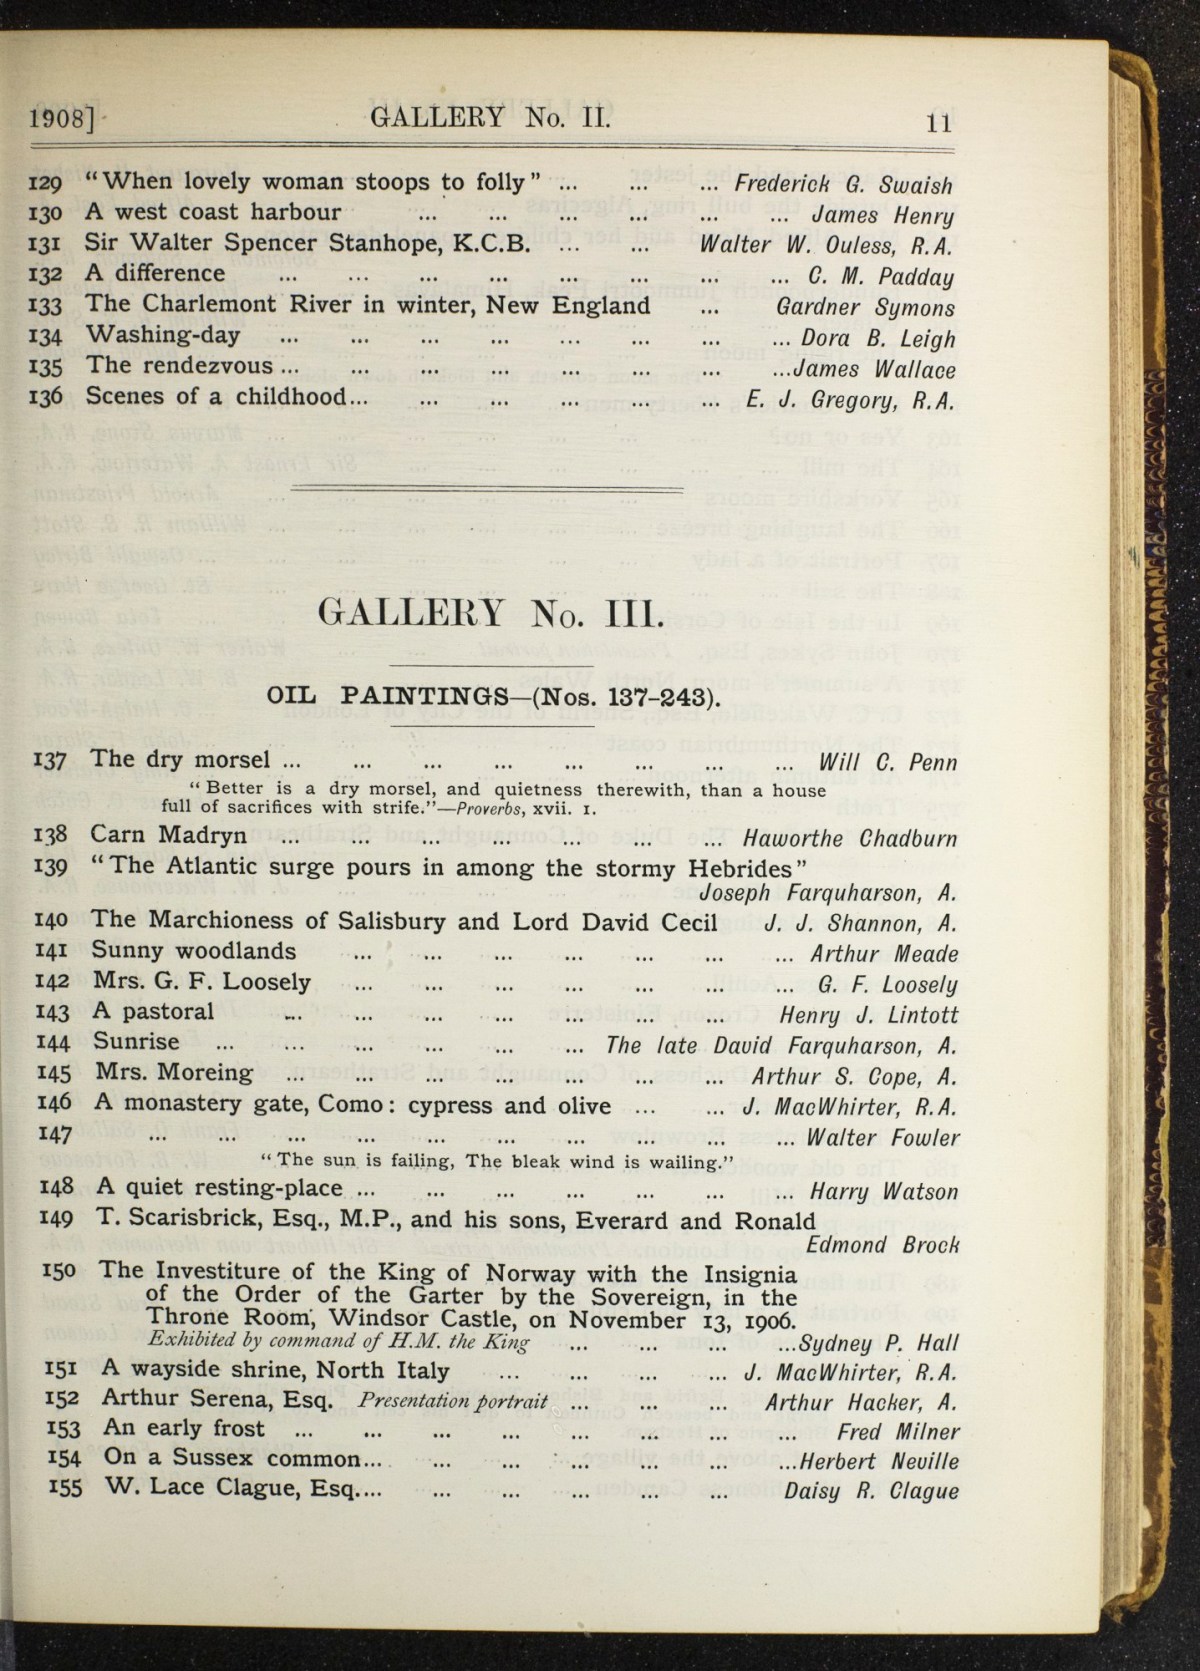 1908] GALLERY No. II. 11
129 “When lovely woman stoops to folly” ... ... ... Frederick G. Swaish
130 A west coast harbour ... ... ... ... ... ... James Henry
131 Sir Walter Spencer Stanhope, K.C.B. ... ... Walter W. Ouless, R.A.
132 A difference ... ... ... ... ... ... ... ... C. M. Padday
133 The Charlemont River in winter, New England ... Gardner Symons
134 Washing-day ... ... ... ... ... ... ... ... Dora B. Leigh
135 The rendezvous ... ... ... ... ... ... ... ...James Wallace
136 Scenes of a childhood... ... ... ... ... ... E. J. Gregory, R.A.
GALLERY No. III.
OIL PAINTINGS—(Nos. 137-243).
137 The dry morsel ... ... ... ... ... ... ... ... Will C. Penn
“Better is a dry morsel, and quietness therewith, than a house
full of sacrifices with strife.”—Proverbs, xvii. 1.
138 Carn Madryn ... ... ... ... ... ... ... Haworthe Chadburn
139 “The Atlantic surge pours in among the stormy Hebrides”
Joseph Farquharson, A.
140 The Marchioness of Salisbury and Lord David Cecil J. J. Shannon, A.
141 Sunny woodlands ... ... ... ... ... ... ... Arthur Meade
142 Mrs. G. F. Loosely ... ... ... ... ... ... ... G. F. Loosely
143 A pastoral ... ... ... ... ... ... ... Henry J. Lintott
144 Sunrise ... ... ... ... ... ... The late David Farquharson, A.
145 Mrs. Moreing ... ... ... ... ... ... ... Arthur S. Cope, A.
146 A monastery gate, Como: cypress and olive ... ... J. MacWhirter, R.A.
147 ... ... ... ... ... ... ... ... ... ... Walter Fowler
“The sun is failing, The bleak wind is wailing.”
148 A quiet resting-place ... ... ... ... ... ... ... Harry Watson
149 T. Scarisbrick, Esq., M.P., and his sons, Everard and Ronald
Edmond Brock
150 The Investiture of the King of Norway with the Insignia
of the Order of the Garter by the Sovereign, in the
Throne Room, Windsor Castle, on November 13, 1906.
Exhibited by command of H.M. the King ... ... ... ...Sydney P. Hall
151 A wayside shrine, North Italy ... ... ... ... J. MacWhirter, R.A.
152 Arthur Serena, Esq. Presentation portrait ... ... ... Arthur Hacker, A.
153 An early frost ... ... ... ... ... ... ... ... Fred Milner
154 On a Sussex common... ... ... ... ... ... ...Herbert Neville
155 W. Lace Clague, Esq.... ... ... ... ... ... Daisy R. Clague